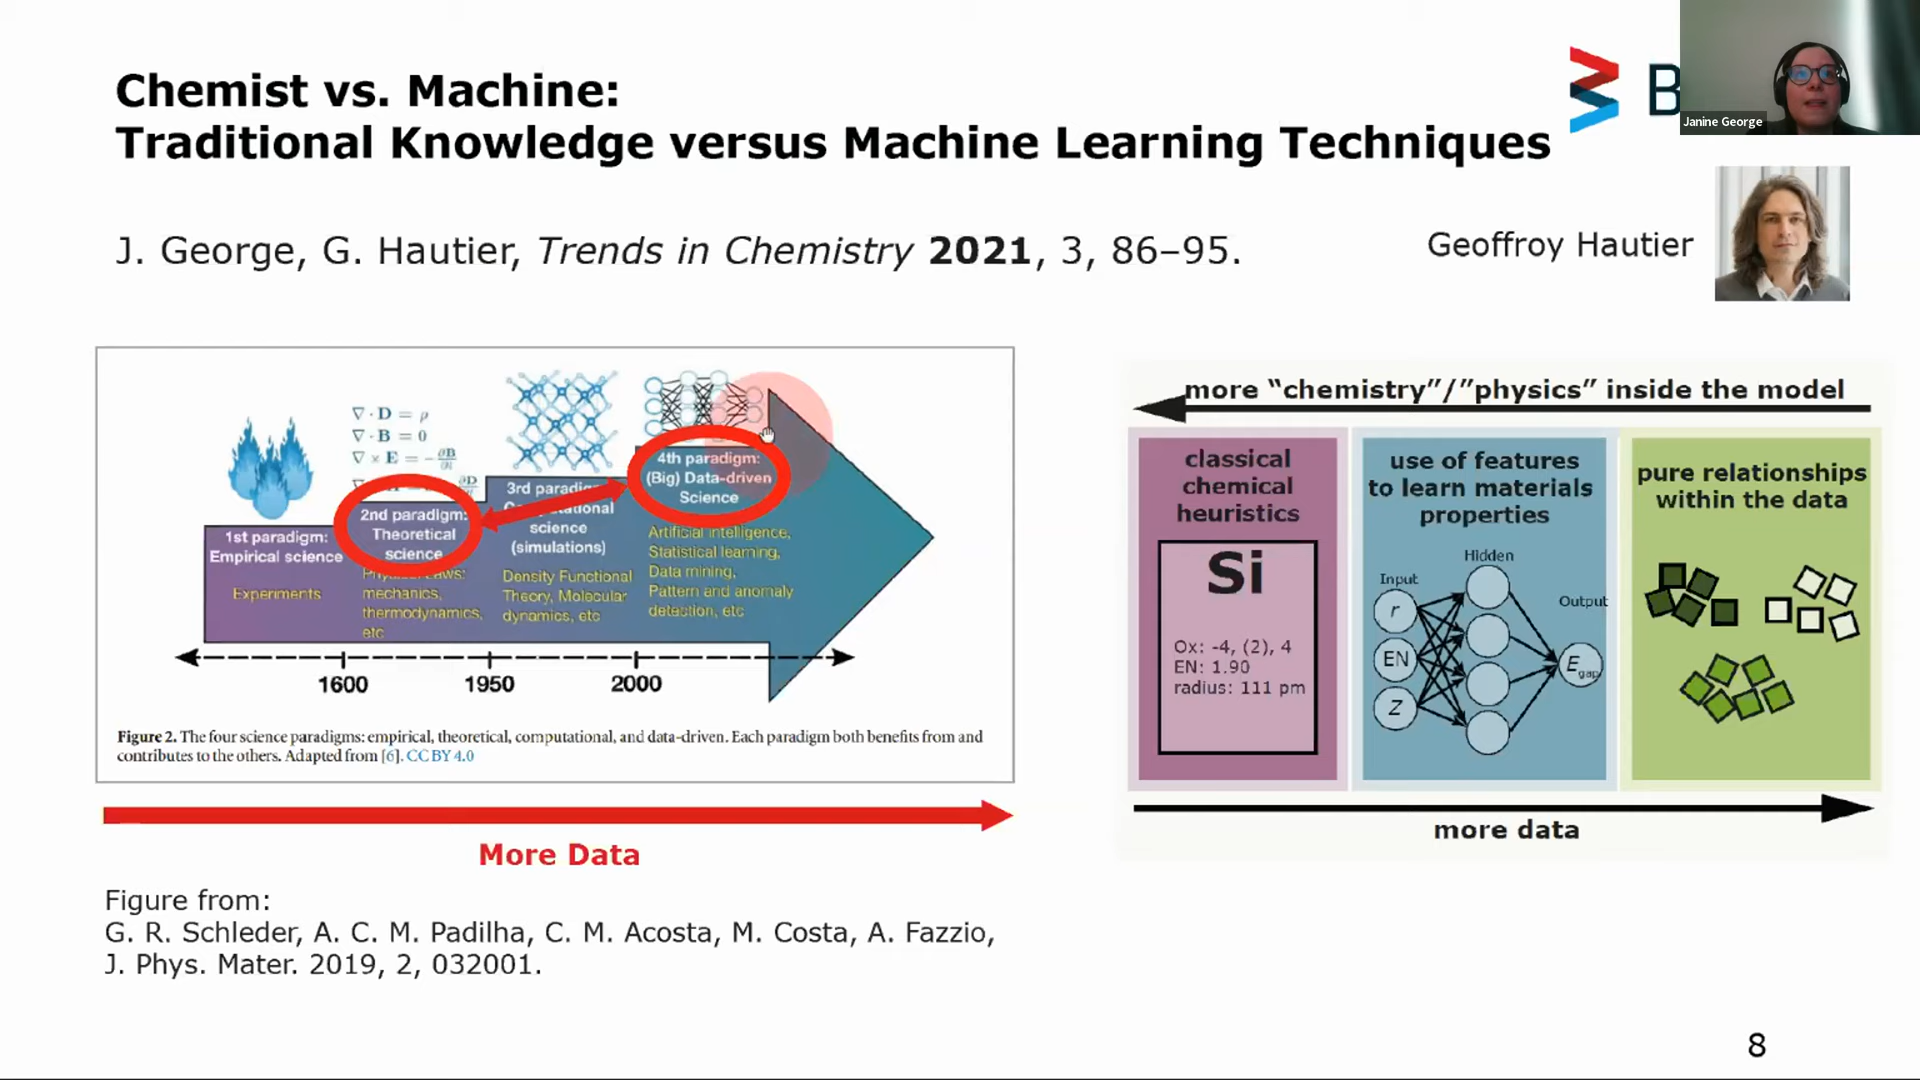 Chemist vs. Machine:
Traditional Knowledge versus Machine Learning Techniques
B
Janine George
J. George, G. Hautier, Trends in Chemistry 2021, 3, 86–95.
Geoffroy Hautier
∇ · D = ρ
∇ · B = 0
∇ × E = −∂B/∂t
1st paradigm:
Empirical science
Experiments
2nd paradigm:
Theoretical
science
Physical laws:
mechanics,
thermodynamics,
etc
3rd paradigm:
Computational
science
(simulations)
Density Functional
Theory, Molecular
dynamics, etc
4th paradigm:
(Big) Data-driven
Science
Artificial intelligence,
Statistical learning,
Data mining,
Pattern and anomaly
detection, etc
1600
1950
2000
Figure 2. The four science paradigms: empirical, theoretical, computational, and data-driven. Each paradigm both benefits from and
contributes to the others. Adapted from [6]. CC BY 4.0
More Data
Figure from:
G. R. Schleder, A. C. M. Padilha, C. M. Acosta, M. Costa, A. Fazzio,
J. Phys. Mater. 2019, 2, 032001.
more “chemistry”/”physics” inside the model
classical
chemical
heuristics
Si
Ox: -4, (2), 4
EN: 1.90
radius: 111 pm
use of features
to learn materials
properties
Hidden
Input
Output
r
EN
Z
E gap
pure relationships
within the data
more data
8